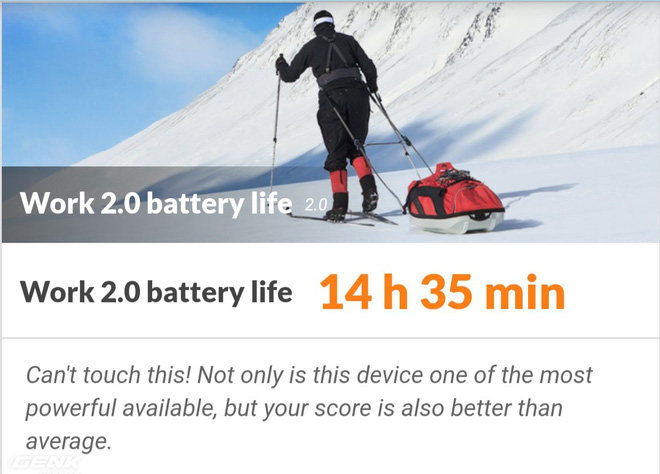 Work 2.0 battery life 2.0
Work 2.0 battery life 14 h 35 min
Can't touch this! Not only is this device one of the most
powerful available, but your score is also better than
average.
GENK